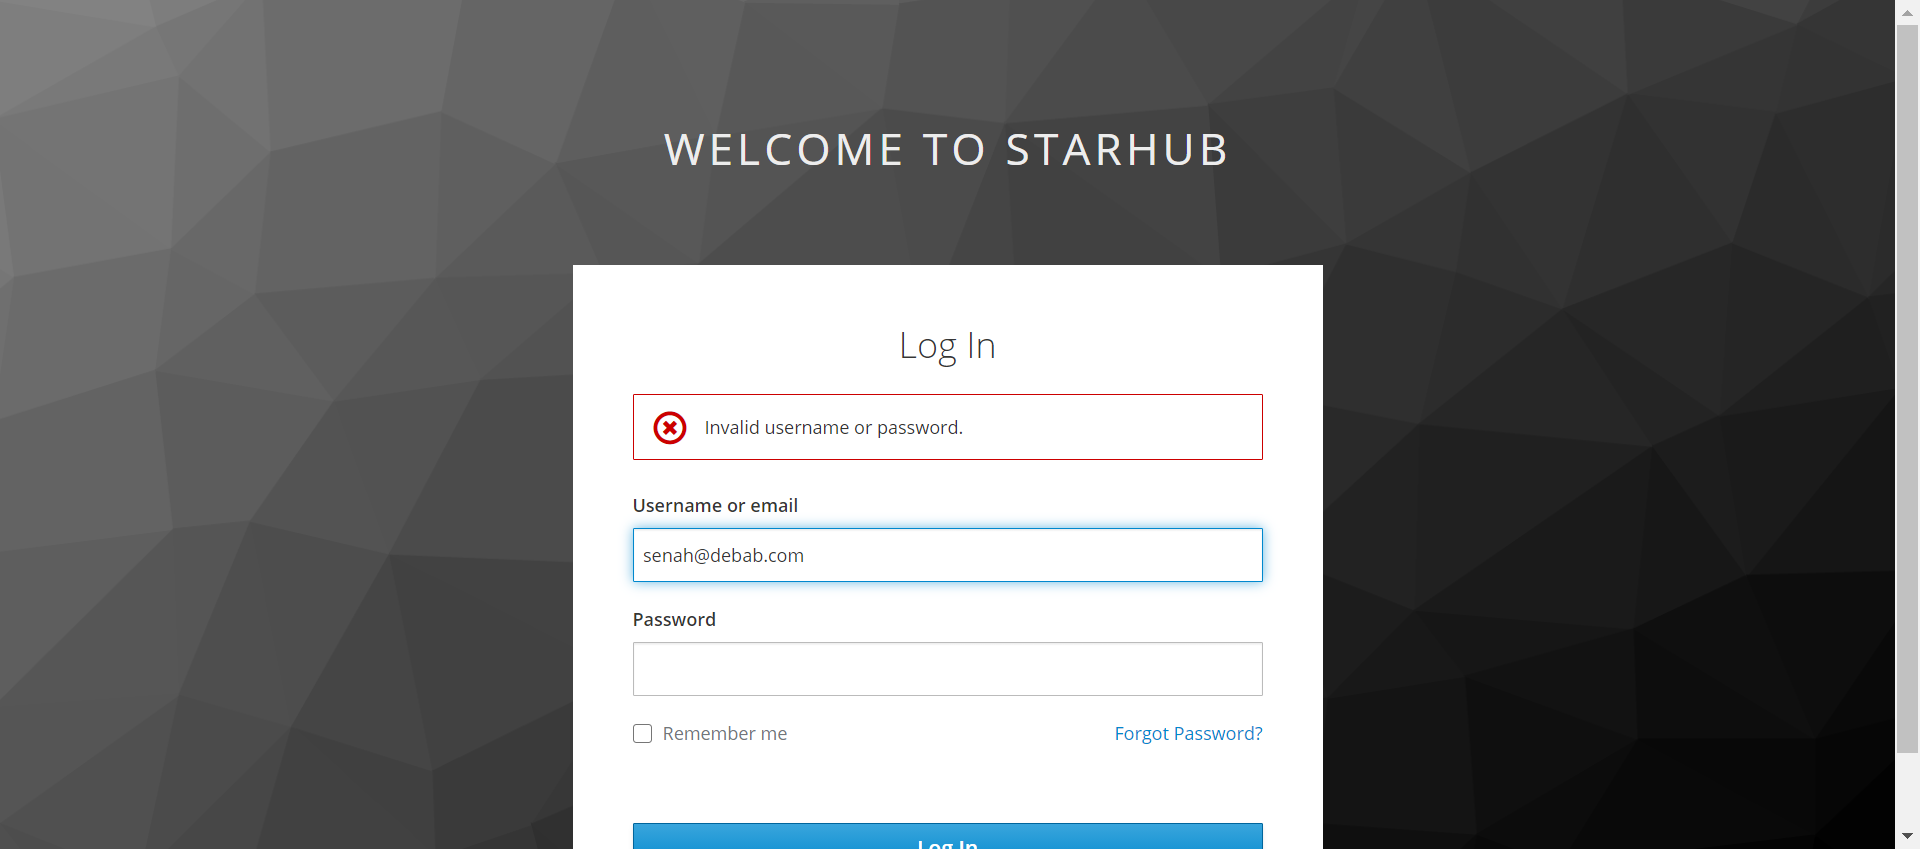 WELCOME TO STARHUB
Log In
Invalid username or password.
Username or email
senah@debab.com
Password
Remember me
Forgot Password?
Log In